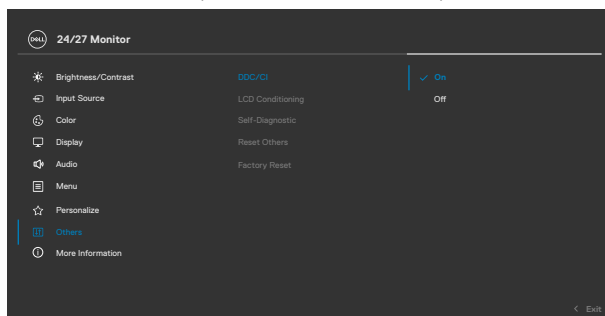 DELL
24/27 Monitor
Brightness/Contrast
DDC/CI
On
Input Source
LCD Conditioning
Off
Color
Self-Diagnostic
Display
Reset Others
Audio
Factory Reset
Menu
Personalize
Others
More Information
< Exit